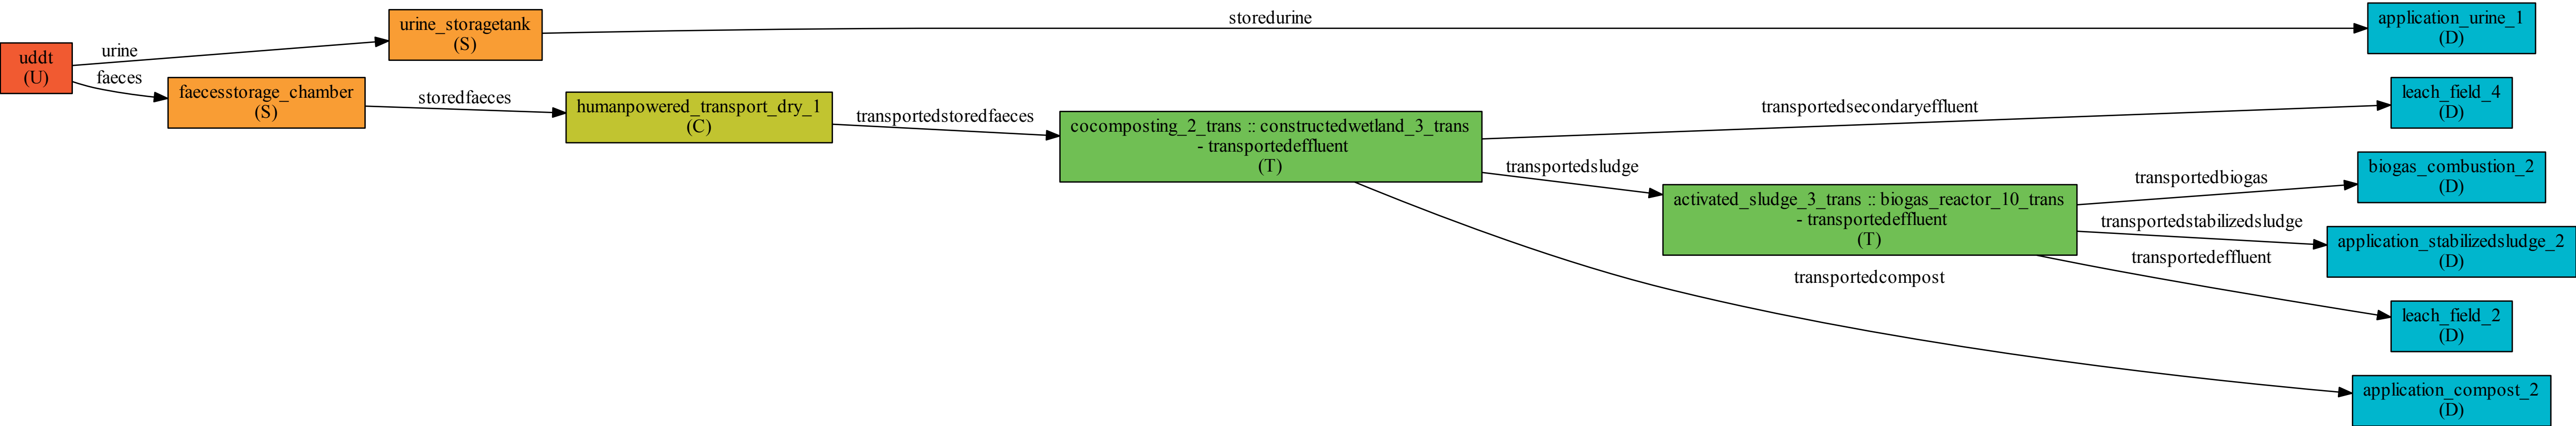 uddt
(U)
urine
faeces
urine_storagetank
(S)
faecesstorage_chamber
(S)
storedurine
storedfaeces
humanpowered_transport_dry_1
(C)
transportedstoredfaeces
cocomposting_2_trans :: constructedwetland_3_trans
- transportedeffluent
(T)
transportedsecondaryeffluent
transportedsludge
transportedcompost
activated_sludge_3_trans :: biogas_reactor_10_trans
- transportedeffluent
(T)
transportedbiogas
transportedstabilizedsludge
transportedeffluent
application_urine_1
(D)
leach_field_4
(D)
biogas_combustion_2
(D)
application_stabilizedsludge_2
(D)
leach_field_2
(D)
application_compost_2
(D)